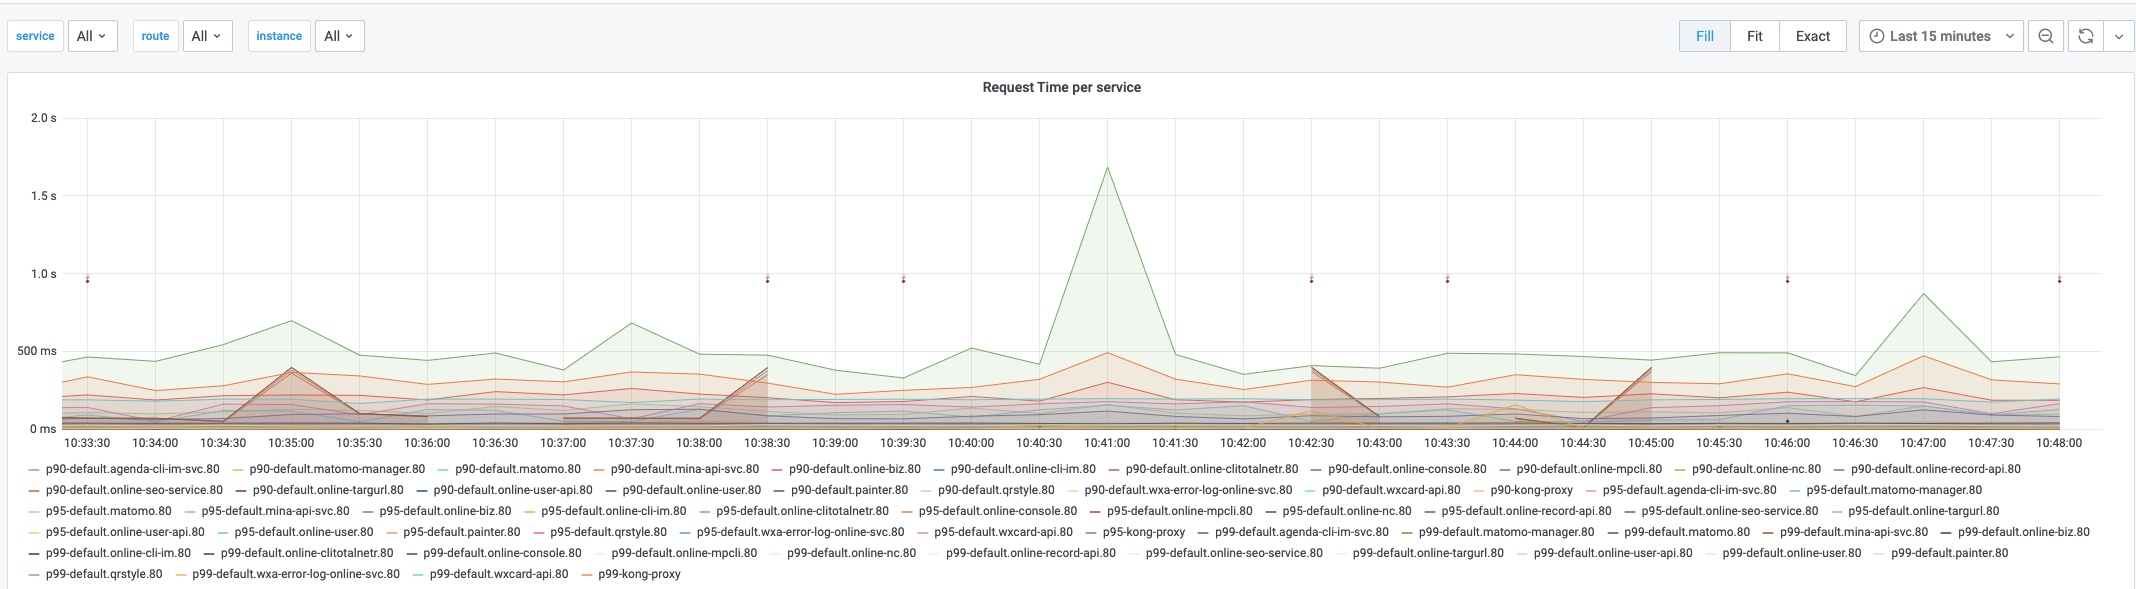 service All route All instance All Fill Fit Exact Last 15 minutes
Request Time per service
2.0 s
1.5 s
1.0 s
500 ms
0 ms
10:33:30 10:34:00 10:34:30 10:35:00 10:35:30 10:36:00 10:36:30 10:37:00 10:37:30 10:38:00 10:38:30 10:39:00 10:39:30 10:40:00 10:40:30 10:41:00 10:41:30 10:42:00 10:42:30 10:43:00 10:43:30 10:44:00 10:44:30 10:45:00 10:45:30 10:46:00 10:46:30 10:47:00 10:47:30 10:48:00
p90-default.agenda-cli-im-svc.80 p90-default.matomo-manager.80 p90-default.matomo.80 p90-default.mina-api-svc.80 p90-default.online-biz.80 p90-default.online-cli-im.80 p90-default.online-clitotalnetr.80 p90-default.online-console.80 p90-default.online-mpcli.80 p90-default.online-nc.80 p90-default.online-record-api.80
p90-default.online-seo-service.80 p90-default.online-targurl.80 p90-default.online-user-api.80 p90-default.online-user.80 p90-default.painter.80 p90-default.qrstyle.80 p90-default.wxa-error-log-online-svc.80 p90-default.wxcard-api.80 p90-kong-proxy p95-default.agenda-cli-im-svc.80 p95-default.matomo-manager.80
p95-default.matomo.80 p95-default.mina-api-svc.80 p95-default.online-biz.80 p95-default.online-cli-im.80 p95-default.online-clitotalnetr.80 p95-default.online-console.80 p95-default.online-mpcli.80 p95-default.online-nc.80 p95-default.online-record-api.80 p95-default.online-seo-service.80 p95-default.online-targurl.80
p95-default.online-user-api.80 p95-default.online-user.80 p95-default.painter.80 p95-default.qrstyle.80 p95-default.wxa-error-log-online-svc.80 p95-default.wxcard-api.80 p95-kong-proxy p99-default.agenda-cli-im-svc.80 p99-default.matomo-manager.80 p99-default.matomo.80 p99-default.mina-api-svc.80 p99-default.online-biz.80
p99-default.online-cli-im.80 p99-default.online-clitotalnetr.80 p99-default.online-console.80 p99-default.online-mpcli.80 p99-default.online-nc.80 p99-default.online-record-api.80 p99-default.online-seo-service.80 p99-default.online-targurl.80 p99-default.online-user-api.80 p99-default.online-user.80 p99-default.painter.80
p99-default.qrstyle.80 p99-default.wxa-error-log-online-svc.80 p99-default.wxcard-api.80 p99-kong-proxy